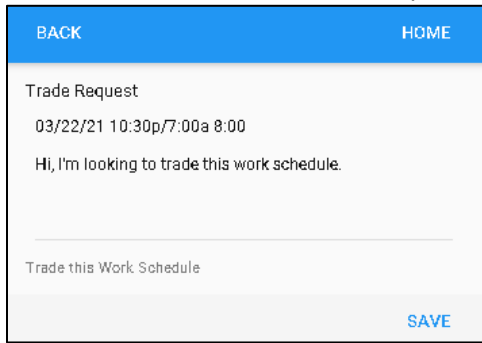 BACK HOME
Trade Request
03/22/21 10:30p/7:00a 8:00
Hi, I'm looking to trade this work schedule.
Trade this Work Schedule
SAVE